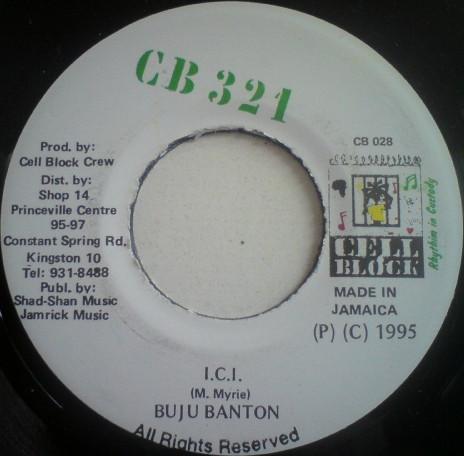 CB 321
Prod. by:
Cell Block Crew
Dist. by:
Shop 14
Princeville Centre
95-97
Constant Spring Rd.
Kingston 10
Tel: 931-8488
Publ. by:
Shad-Shan Music
Jamrick Music
CB 028
CELL
BLOCK
Rhythim in Custody
MADE IN
JAMAICA
(P) (C) 1995
I.C.I.
(M. Myrie)
BUJU BANTON
All Rights Reserved